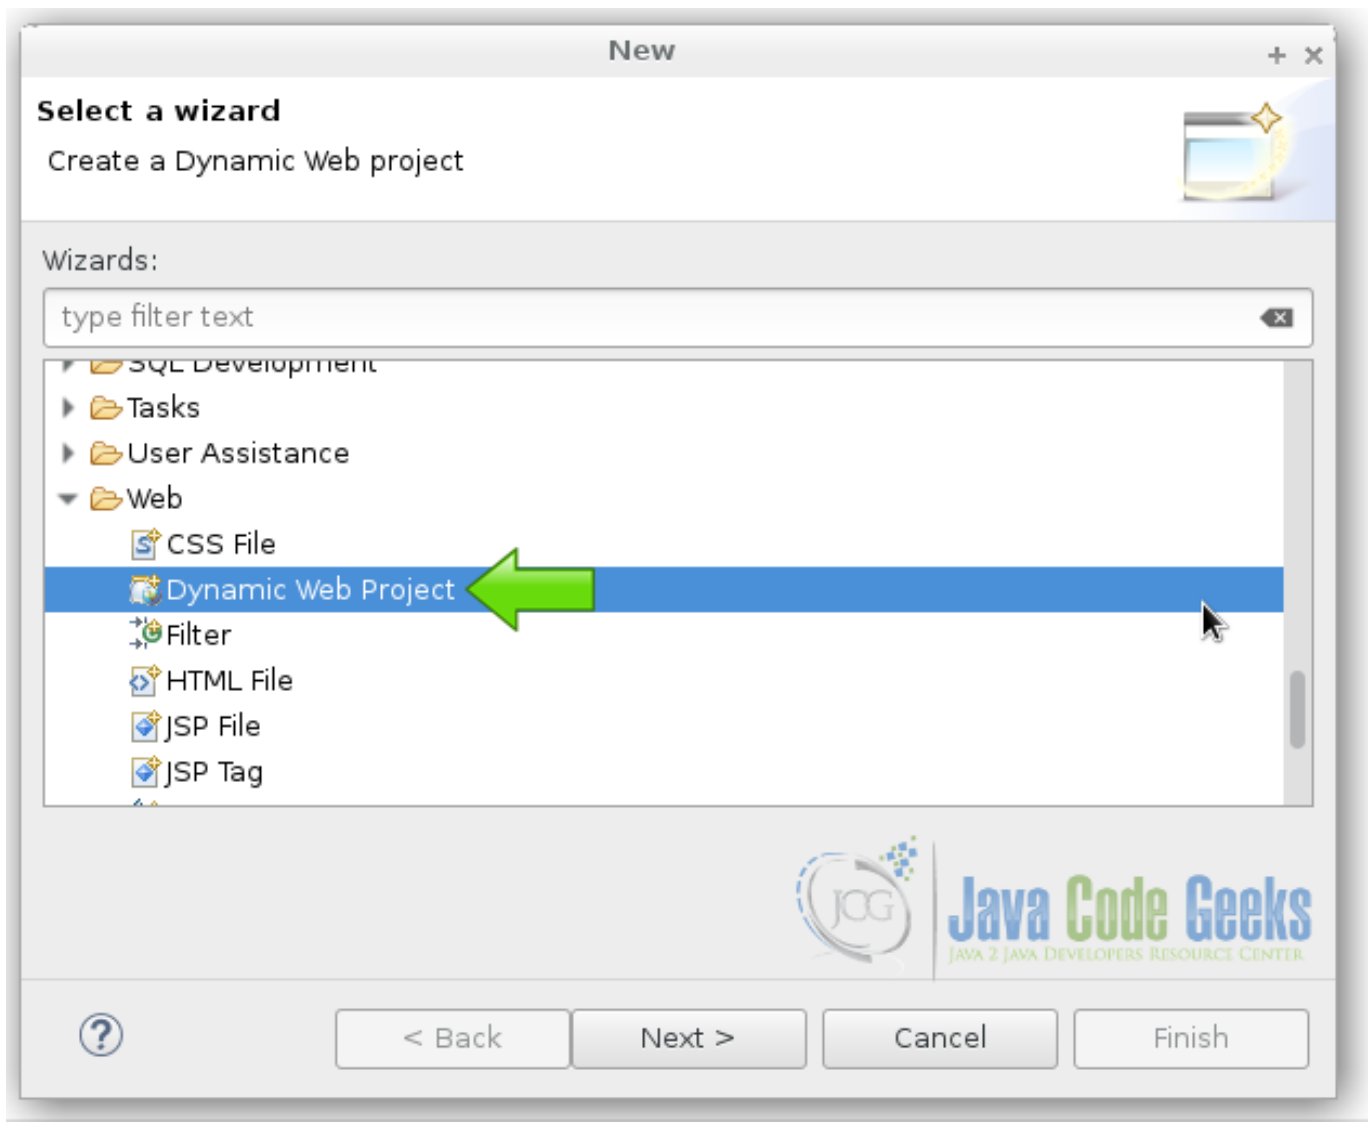 New
Select a wizard
Create a Dynamic Web project
Wizards:
type filter text
SQL Development
Tasks
User Assistance
Web
CSS File
Dynamic Web Project
Filter
HTML File
JSP File
JSP Tag
JCG
Java Code Geeks
JAVA 2 JAVA DEVELOPERS RESOURCE CENTER
?
< Back
Next >
Cancel
Finish